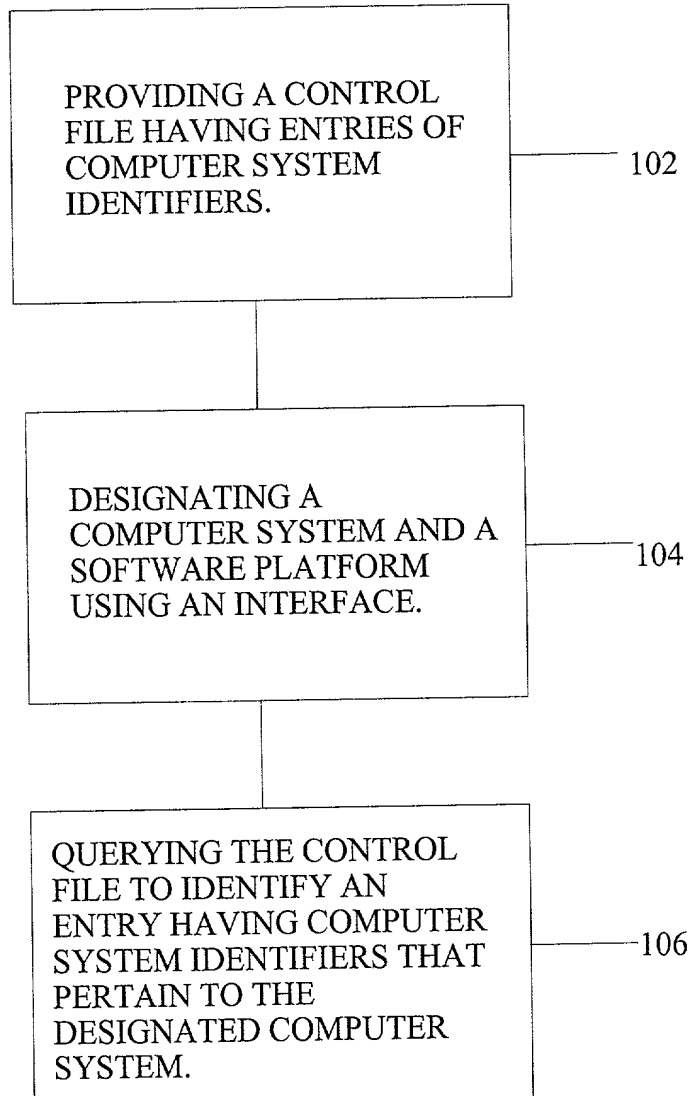 PROVIDING A CONTROL
FILE HAVING ENTRIES OF
COMPUTER SYSTEM
IDENTIFIERS.
102
DESIGNATING A
COMPUTER SYSTEM AND A
SOFTWARE PLATFORM
USING AN INTERFACE.
104
QUERYING THE CONTROL
FILE TO IDENTIFY AN
ENTRY HAVING COMPUTER
SYSTEM IDENTIFIERS THAT
PERTAIN TO THE
DESIGNATED COMPUTER
SYSTEM.
106